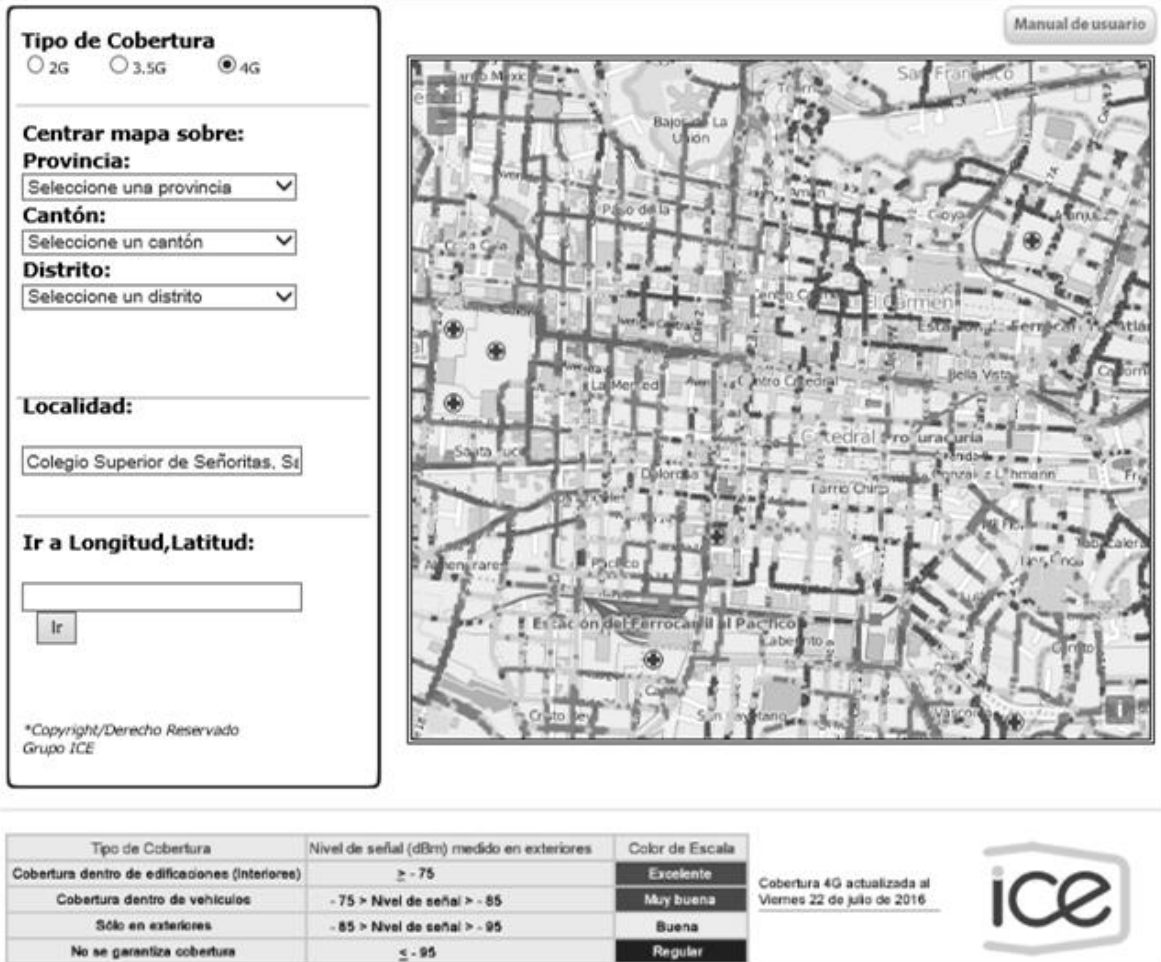 Manual de usuario
Tipo de Cobertura
2G 3.5G 4G
Centrar mapa sobre:
Provincia:
Seleccione una provincia
Cantón:
Seleccione un cantón
Distrito:
Seleccione un distrito
Localidad:
Colegio Superior de Señoritas, Sa
Ir a Longitud,Latitud:
Ir
*Copyright/Derecho Reservado
Grupo ICE
San Francisco
Bajos de La
Unión
Paso de la
El Carmen
Bella Vista
La Merced
Catedral
Dolorosa
Barrio Chino
Pacífico
Estación del Ferrocarril al Pacífico
Cristo Rey
San Cayetano
Tipo de Cobertura Nivel de señal (dBm) medido en exteriores Color de Escala
Cobertura dentro de edificaciones (Interiores) ≥ - 75 Excelente
Cobertura dentro de vehículos - 75 > Nivel de señal > - 85 Muy buena
Sólo en exteriores - 85 > Nivel de señal > - 95 Buena
No se garantiza cobertura ≤ - 95 Regular
Cobertura 4G actualizada al
Viernes 22 de julio de 2016
ice